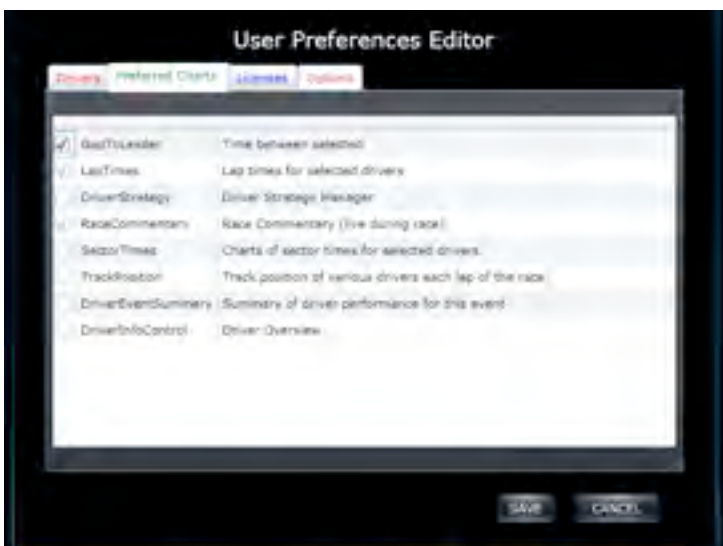 User Preferences Editor
Drivers Preferred Charts Licenses Options
GapToLeader Time between selected
LapTimes Lap times for selected drivers
DriverStrategy Driver Strategy Manager
RaceCommentary Race Commentary (live during race)
SectorTimes Charts of sector times for selected drivers
TrackPosition Track position of various drivers each lap of the race
DriverEventSummary Summary of driver performance for this event
DriverInfoControl Driver Overview
SAVE CANCEL